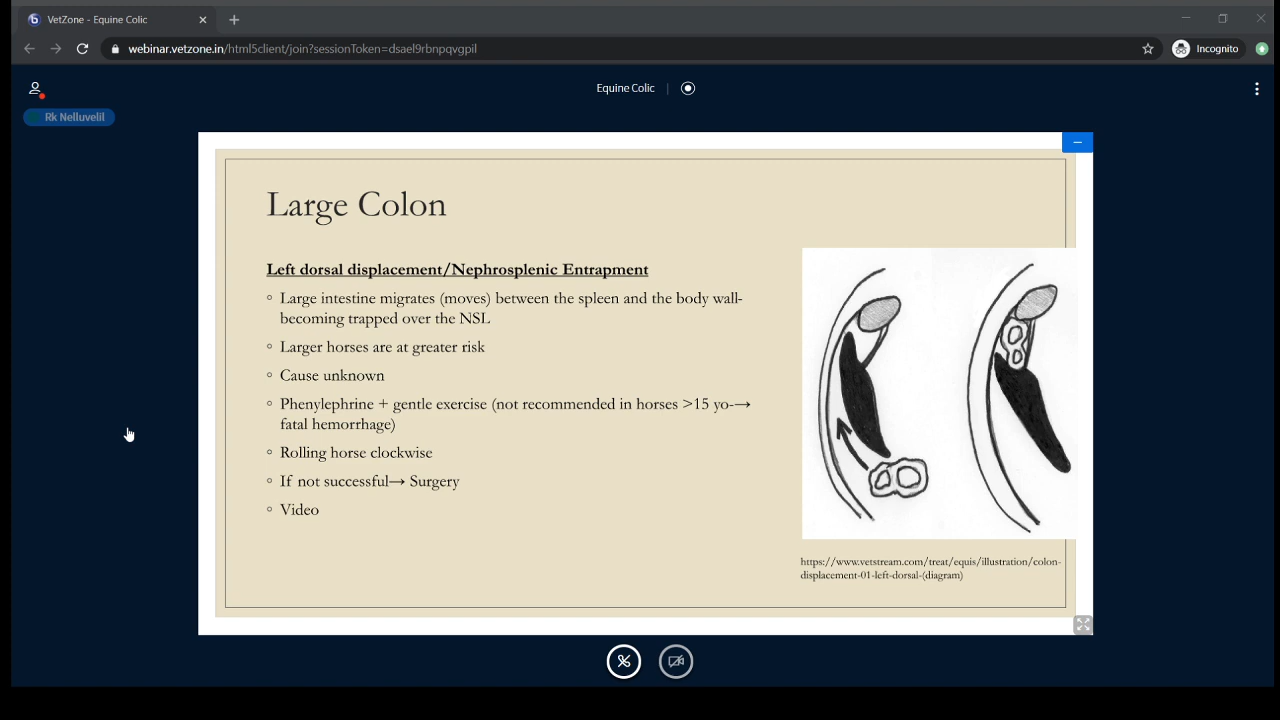 VetZone - Equine Colic
webinar.vetzone.in/html5client/join?sessionToken=dsael9rbnpqvgpil
Incognito
Equine Colic
Rk Nelluvelil
Large Colon
Left dorsal displacement/Nephrosplenic Entrapment
◦ Large intestine migrates (moves) between the spleen and the body wall-
becoming trapped over the NSL
◦ Larger horses are at greater risk
◦ Cause unknown
◦ Phenylephrine + gentle exercise (not recommended in horses >15 yo-→
fatal hemorrhage)
◦ Rolling horse clockwise
◦ If not successful→ Surgery
◦ Video
https://www.vetstream.com/treat/equis/illustration/colon-
displacement-01-left-dorsal-(diagram)